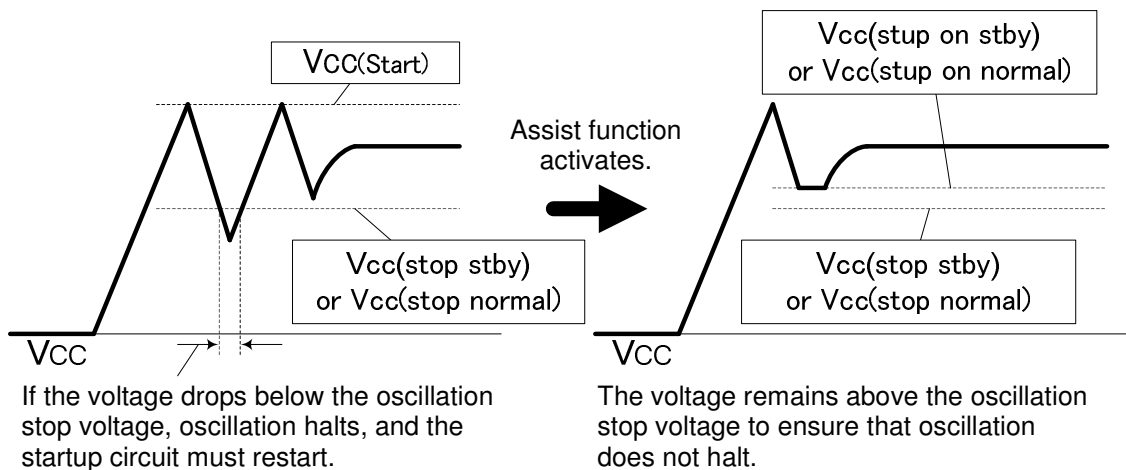 VCC(Start)
Vcc(stop stby)
or Vcc(stop normal)
VCC
If the voltage drops below the oscillation
stop voltage, oscillation halts, and the
startup circuit must restart.
Assist function
activates.
Vcc(stup on stby)
or Vcc(stup on normal)
Vcc(stop stby)
or Vcc(stop normal)
VCC
The voltage remains above the oscillation
stop voltage to ensure that oscillation
does not halt.